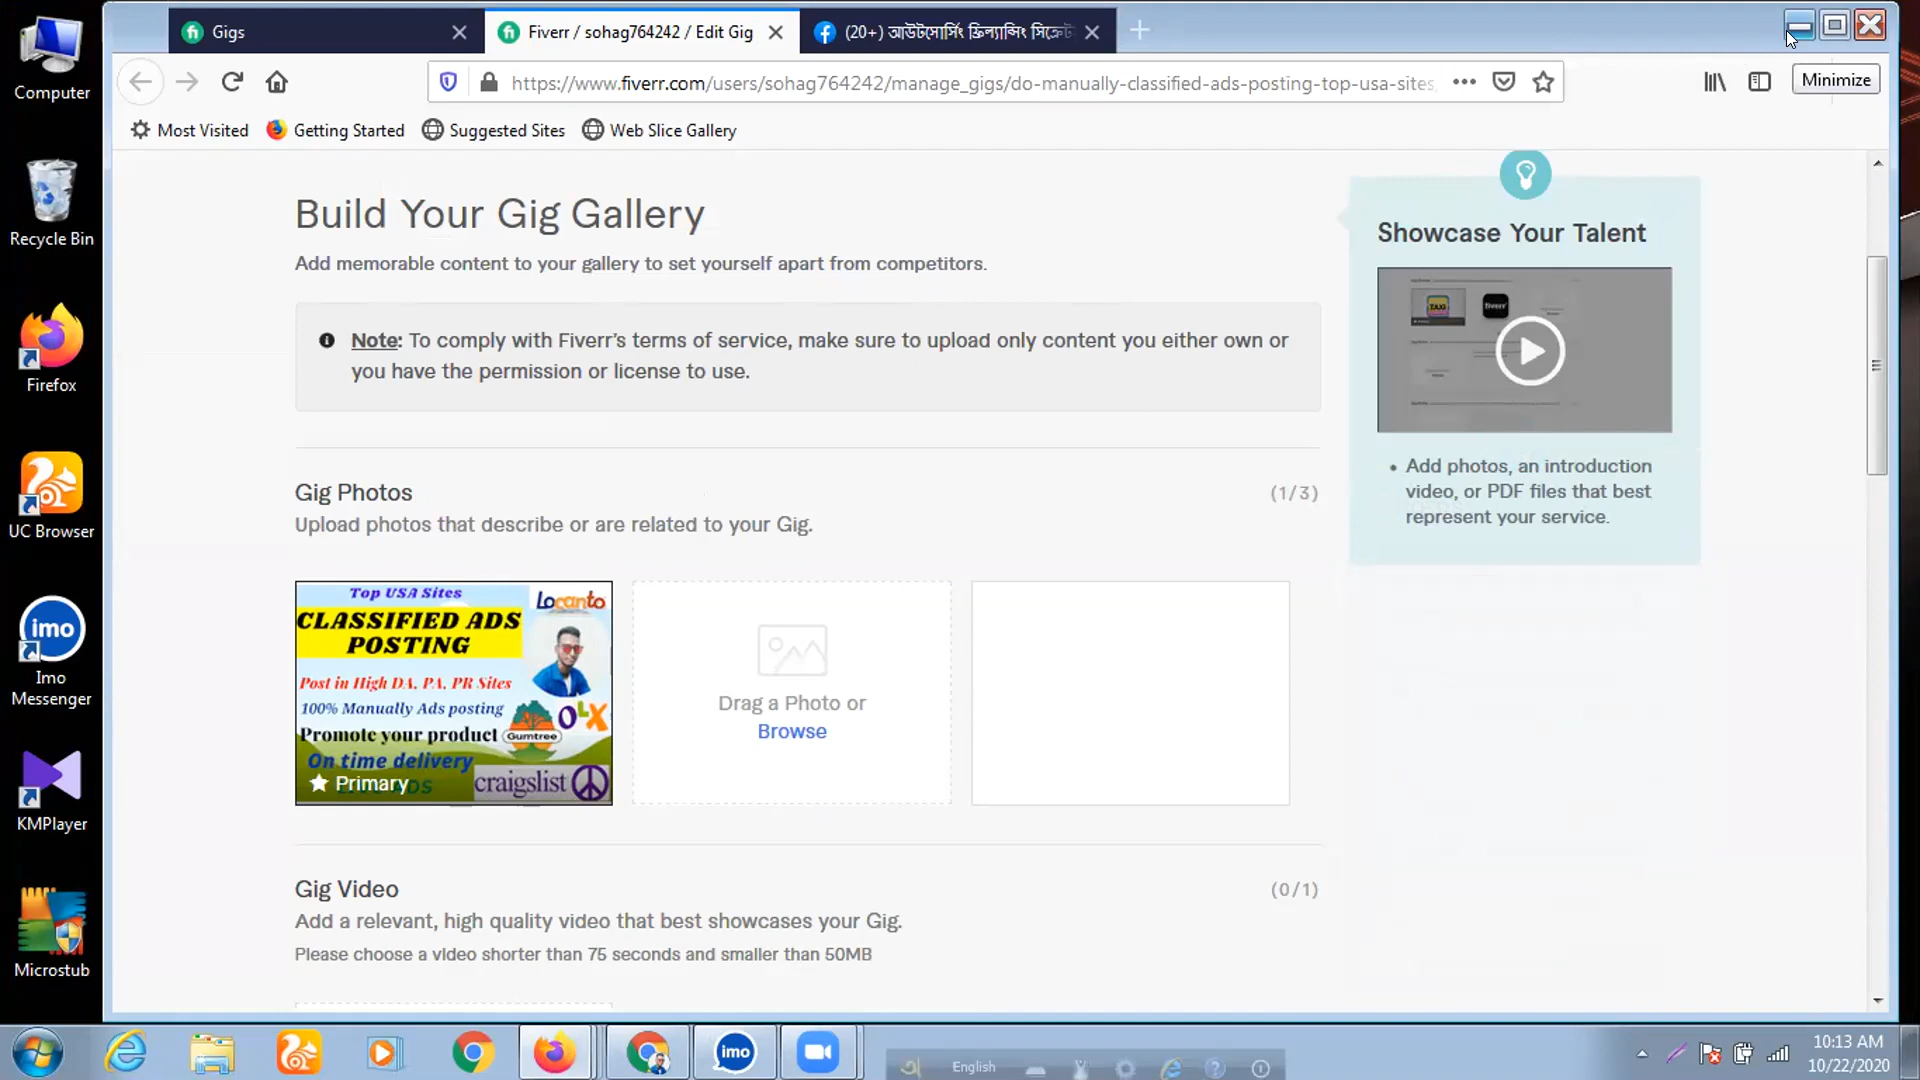 Computer
Recycle Bin
Firefox
UC Browser
imo
Imo
Messenger
KMPlayer
Microstub
Gigs
Fiverr / sohag764242 / Edit Gig
(20+) আউটসোর্সিং ফ্রিল্যান্সিং সিক্রেট
https://www.fiverr.com/users/sohag764242/manage_gigs/do-manually-classified-ads-posting-top-usa-sites,
Minimize
Most Visited
Getting Started
Suggested Sites
Web Slice Gallery
Build Your Gig Gallery
Add memorable content to your gallery to set yourself apart from competitors.
Note: To comply with Fiverr's terms of service, make sure to upload only content you either own or
you have the permission or license to use.
Showcase Your Talent
TAXI
fiverr
Add photos, an introduction
video, or PDF files that best
represent your service.
Gig Photos
(1/3)
Upload photos that describe or are related to your Gig.
Top USA Sites
Locanto
CLASSIFIED ADS
POSTING
Post in High DA, PA, PR Sites
100% Manually Ads posting
OLX
Promote your product
Gumtree
On time delivery
ADS
Primary
craigslist
Drag a Photo or
Browse
Gig Video
(0/1)
Add a relevant, high quality video that best showcases your Gig.
Please choose a video shorter than 75 seconds and smaller than 50MB
imo
English
10:13 AM
10/22/2020